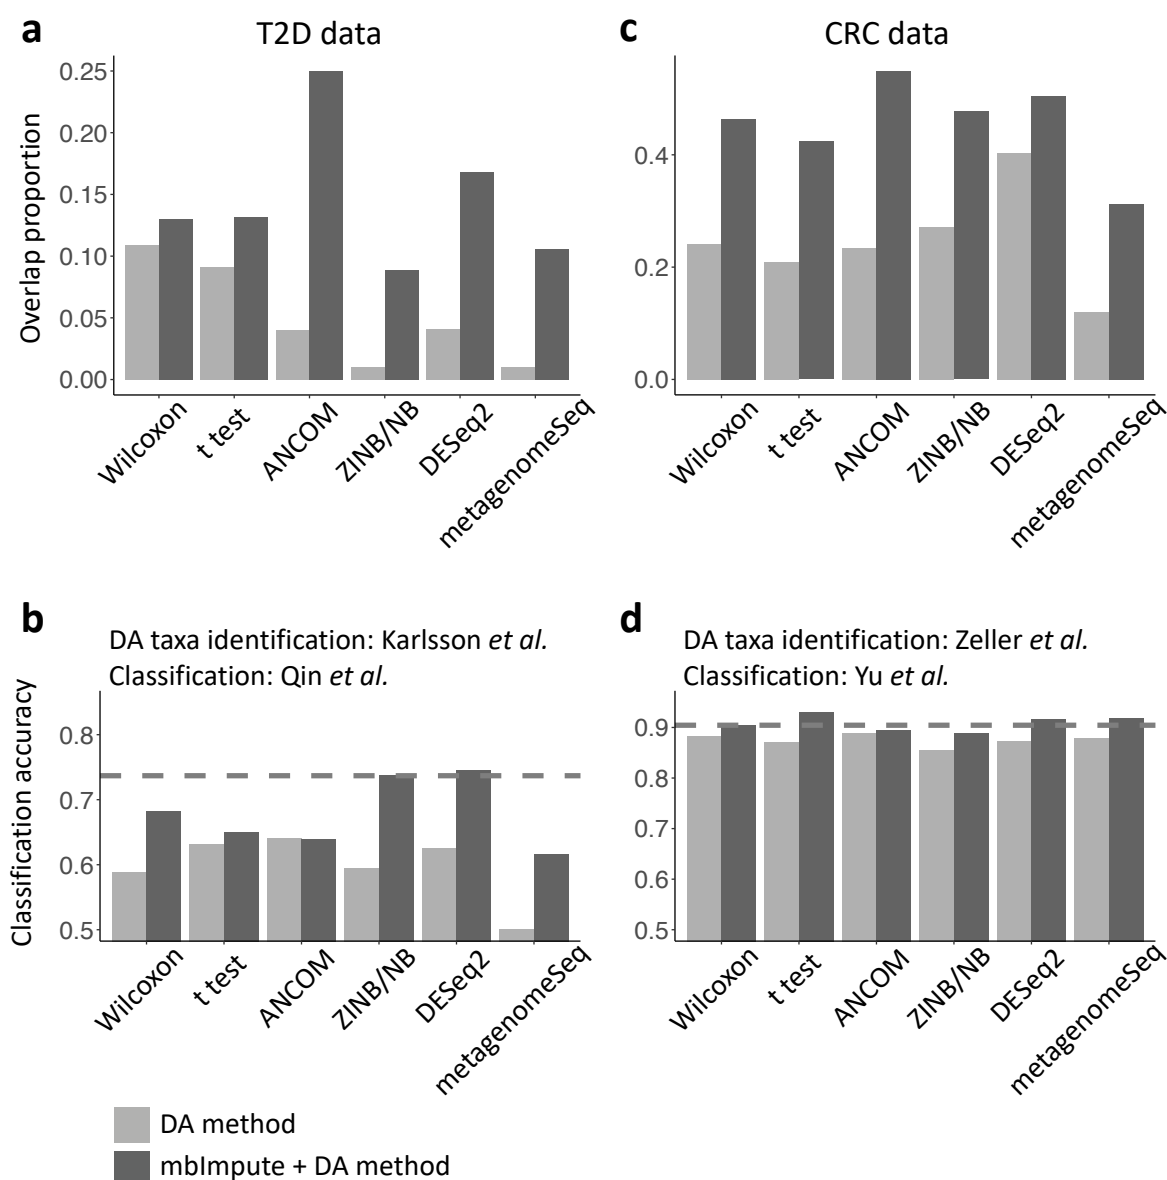 a
T2D data
Overlap proportion
0.25
0.20
0.15
0.10
0.05
0.00
Wilcoxon
t test
ANCOM
ZINB/NB
DESeq2
metagenomeSeq
c
CRC data
0.4
0.2
0.0
Wilcoxon
t test
ANCOM
ZINB/NB
DESeq2
metagenomeSeq
b
DA taxa identification: Karlsson et al.
Classification: Qin et al.
Classification accuracy
0.8
0.7
0.6
0.5
Wilcoxon
t test
ANCOM
ZINB/NB
DESeq2
metagenomeSeq
d
DA taxa identification: Zeller et al.
Classification: Yu et al.
0.9
0.8
0.7
0.6
0.5
Wilcoxon
t test
ANCOM
ZINB/NB
DESeq2
metagenomeSeq
DA method
mbImpute + DA method